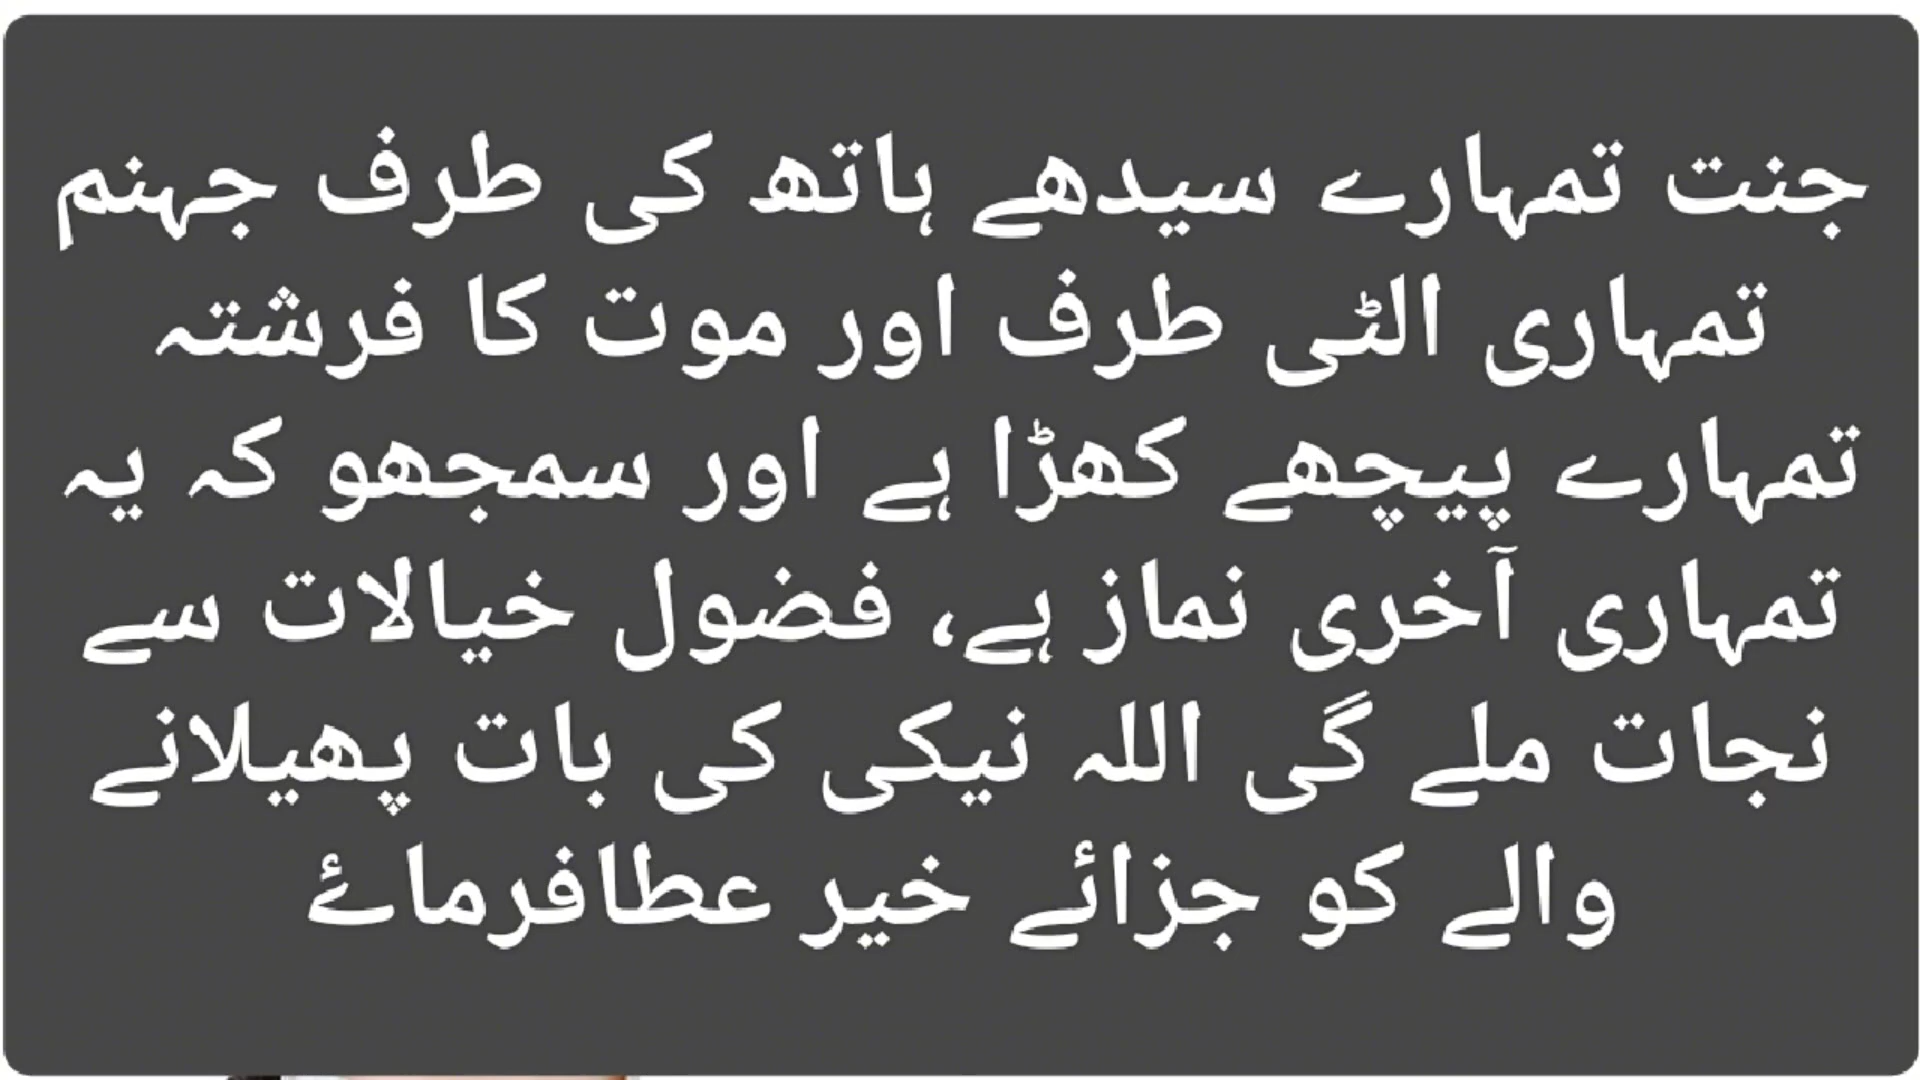 جنت تمہارے سیدھے ہاتھ کی طرف جہنم
تمہاری الٹی طرف اور موت کا فرشتہ
تمہارے پیچھے کھڑا ہے اور سمجھو کہ یہ
تمہاری آخری نماز ہے، فضول خیالات سے
نجات ملے گی اللہ نیکی کی بات پھیلانے
والے کو جزائے خیر عطافرمائے